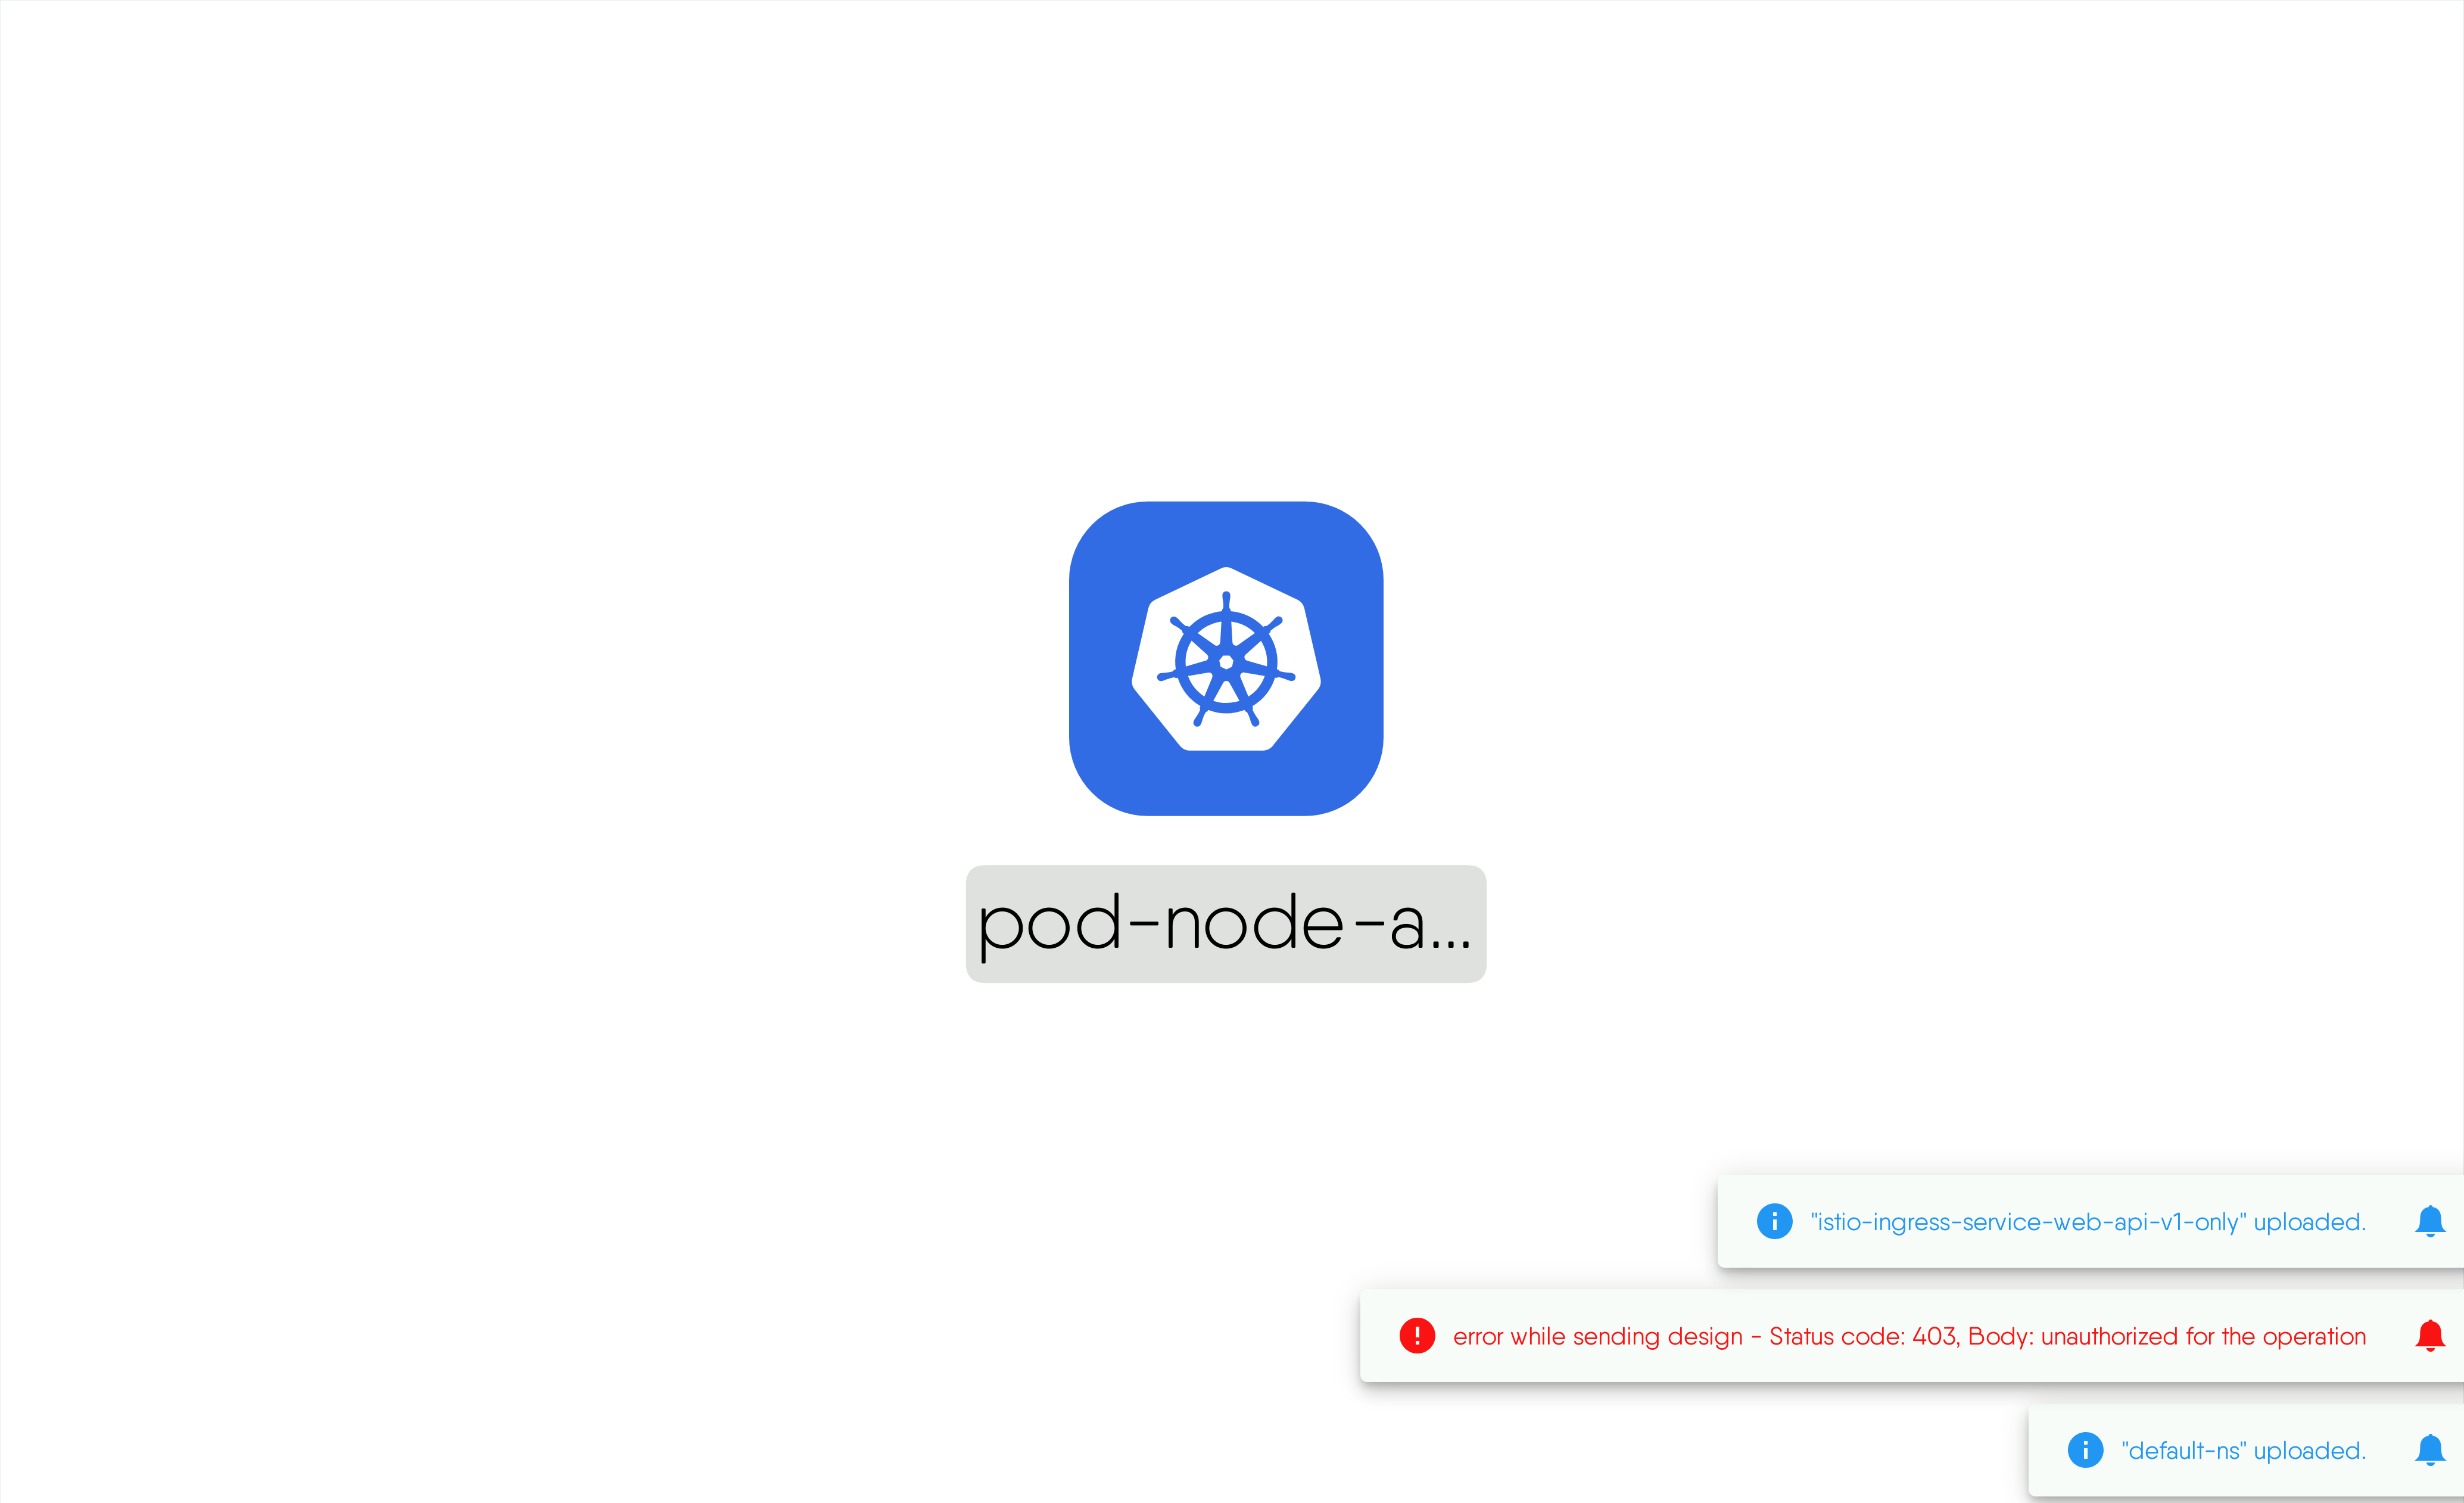 pod-node-a...
"istio-ingress-service-web-api-v1-only" uploaded.
error while sending design - Status code: 403, Body: unauthorized for the operation
"default-ns" uploaded.